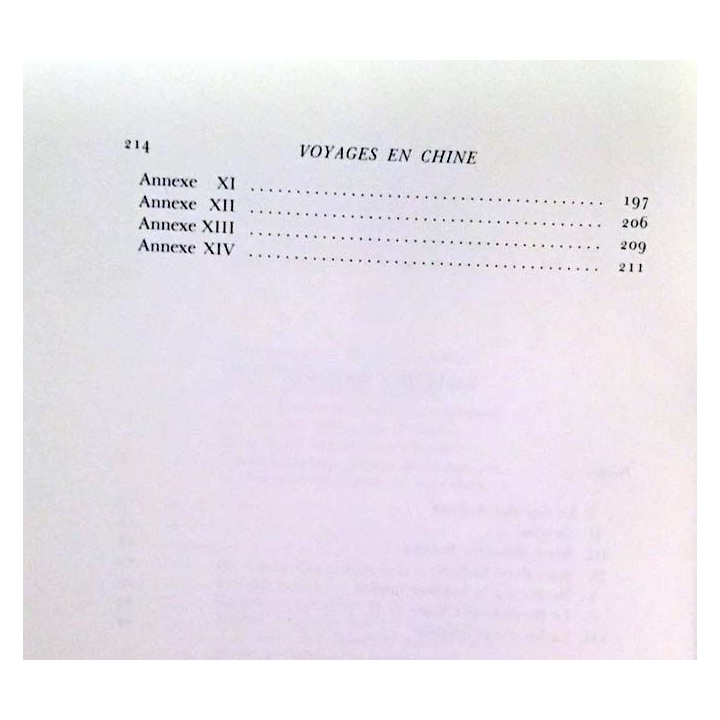 214 VOYAGES EN CHINE
Annexe XI ........................................ 197
Annexe XII ....................................... 206
Annexe XIII ...................................... 209
Annexe XIV ....................................... 211